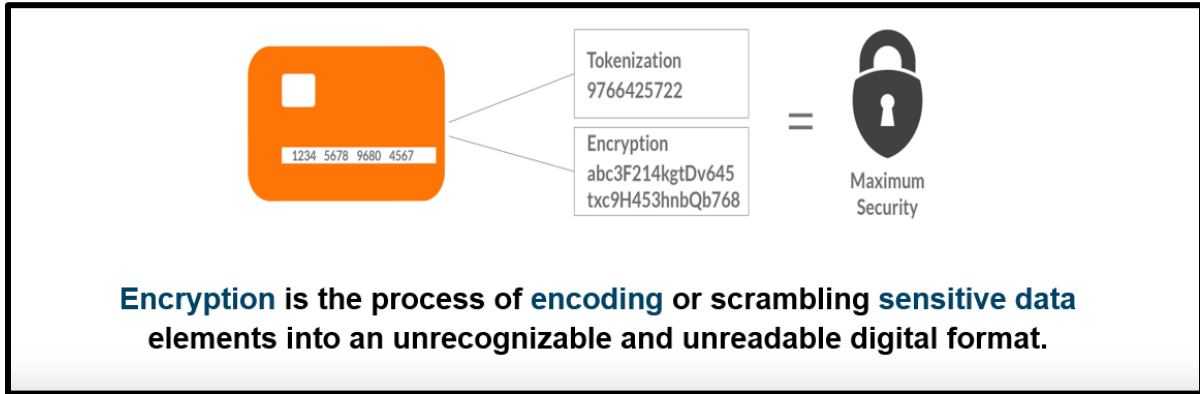 1234 5678 9680 4567
Tokenization
9766425722
Encryption
abc3F214kgtDv645
txc9H453hnbQb768
=
Maximum
Security
Encryption is the process of encoding or scrambling sensitive data
elements into an unrecognizable and unreadable digital format.